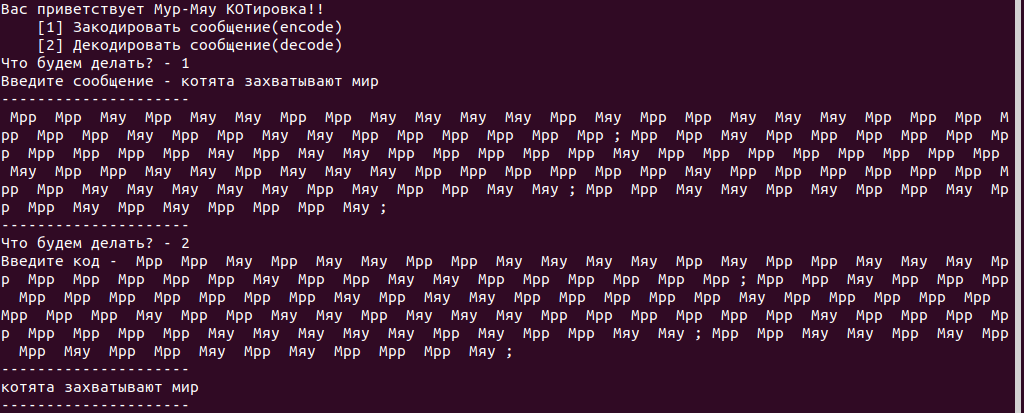 Вас приветствует Мур-Мяу КОТировка!!
[1] Закодировать сообщение(encode)
[2] Декодировать сообщение(decode)
Что будем делать? - 1
Введите сообщение - котята захватывают мир
---------------------
Мрр  Мрр  Мяу  Мрр  Мяу  Мяу  Мрр  Мрр  Мяу  Мяу  Мяу  Мяу  Мрр  Мяу  Мрр  Мрр  Мяу  Мяу  Мяу  Мрр  Мрр  Мрр  М
рр  Мрр  Мрр  Мяу  Мрр  Мрр  Мяу  Мяу  Мрр  Мрр  Мрр  Мрр  Мрр  Мрр ; Мрр  Мрр  Мяу  Мрр  Мрр  Мрр  Мрр  Мрр  Мр
р  Мрр  Мрр  Мрр  Мрр  Мяу  Мрр  Мяу  Мяу  Мрр  Мрр  Мрр  Мрр  Мрр  Мяу  Мрр  Мрр  Мрр  Мрр  Мрр  Мрр  Мрр  Мрр
Мяу  Мрр  Мрр  Мяу  Мяу  Мрр  Мяу  Мяу  Мяу  Мрр  Мрр  Мрр  Мрр  Мрр  Мрр  Мяу  Мрр  Мрр  Мрр  Мрр  Мрр  Мрр  М
рр  Мрр  Мяу  Мяу  Мяу  Мяу  Мяу  Мрр  Мяу  Мрр  Мрр  Мяу  Мяу ; Мрр  Мрр  Мяу  Мяу  Мрр  Мяу  Мрр  Мрр  Мяу  Мр
р  Мрр  Мяу  Мрр  Мяу  Мрр  Мрр  Мрр  Мяу ;
---------------------
Что будем делать? - 2
Введите код -  Мрр  Мрр  Мяу  Мрр  Мяу  Мяу  Мрр  Мрр  Мяу  Мяу  Мяу  Мяу  Мрр  Мяу  Мрр  Мрр  Мяу  Мяу  Мяу  Мр
р  Мрр  Мрр  Мрр  Мрр  Мяу  Мрр  Мрр  Мяу  Мяу  Мрр  Мрр  Мрр  Мрр  Мрр  Мрр ; Мрр  Мрр  Мяу  Мрр  Мрр  Мрр
Мрр  Мрр  Мрр  Мрр  Мрр  Мрр  Мрр  Мяу  Мрр  Мяу  Мяу  Мрр  Мрр  Мрр  Мрр  Мрр  Мяу  Мрр  Мрр  Мрр  Мрр  Мрр
Мрр  Мрр  Мрр  Мяу  Мрр  Мрр  Мяу  Мяу  Мрр  Мяу  Мяу  Мяу  Мрр  Мрр  Мрр  Мрр  Мрр  Мрр  Мяу  Мрр  Мрр  Мрр  Мр
р  Мрр  Мрр  Мрр  Мрр  Мяу  Мяу  Мяу  Мяу  Мяу  Мрр  Мяу  Мрр  Мрр  Мяу  Мяу ; Мрр  Мрр  Мяу  Мяу  Мрр  Мяу  Мрр
Мрр  Мяу  Мрр  Мрр  Мяу  Мрр  Мяу  Мрр  Мрр  Мрр  Мяу ;
---------------------
котята захватывают мир
---------------------